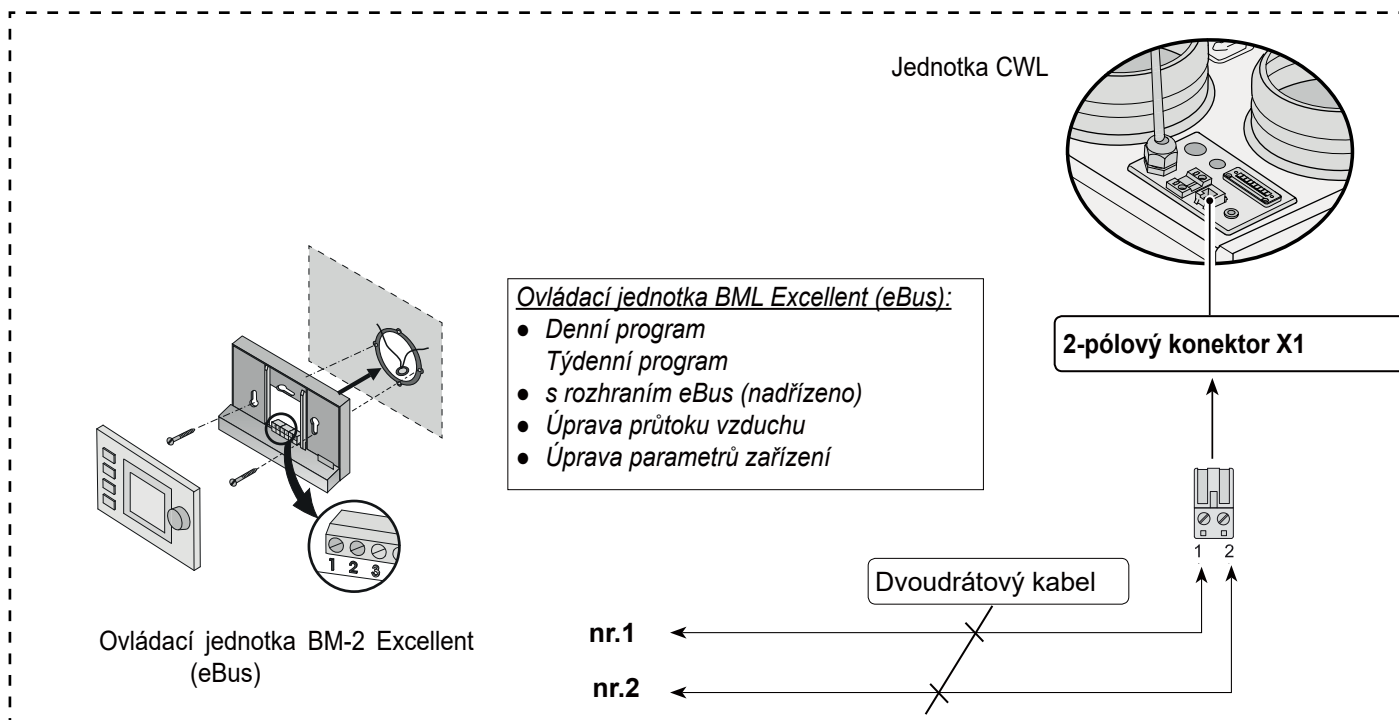 Jednotka CWL
Ovládací jednotka BML Excellent (eBus):
● Denní program
Týdenní program
● s rozhraním eBus (nadřízeno)
● Úprava průtoku vzduchu
● Úprava parametrů zařízení
2-pólový konektor X1
1 2 3
1 2
Dvoudrátový kabel
nr.1
nr.2
Ovládací jednotka BM-2 Excellent
(eBus)